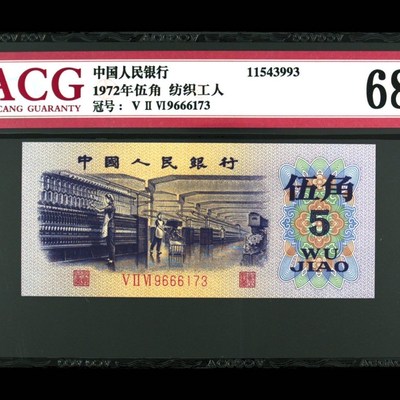 ACG
CANG GUARANTY
中国人民银行
1972年伍角 纺织工人
冠号: V II VI9666173
11543993
68
中國人民銀行
伍角
5
WU
JIAO
V II VI9666173